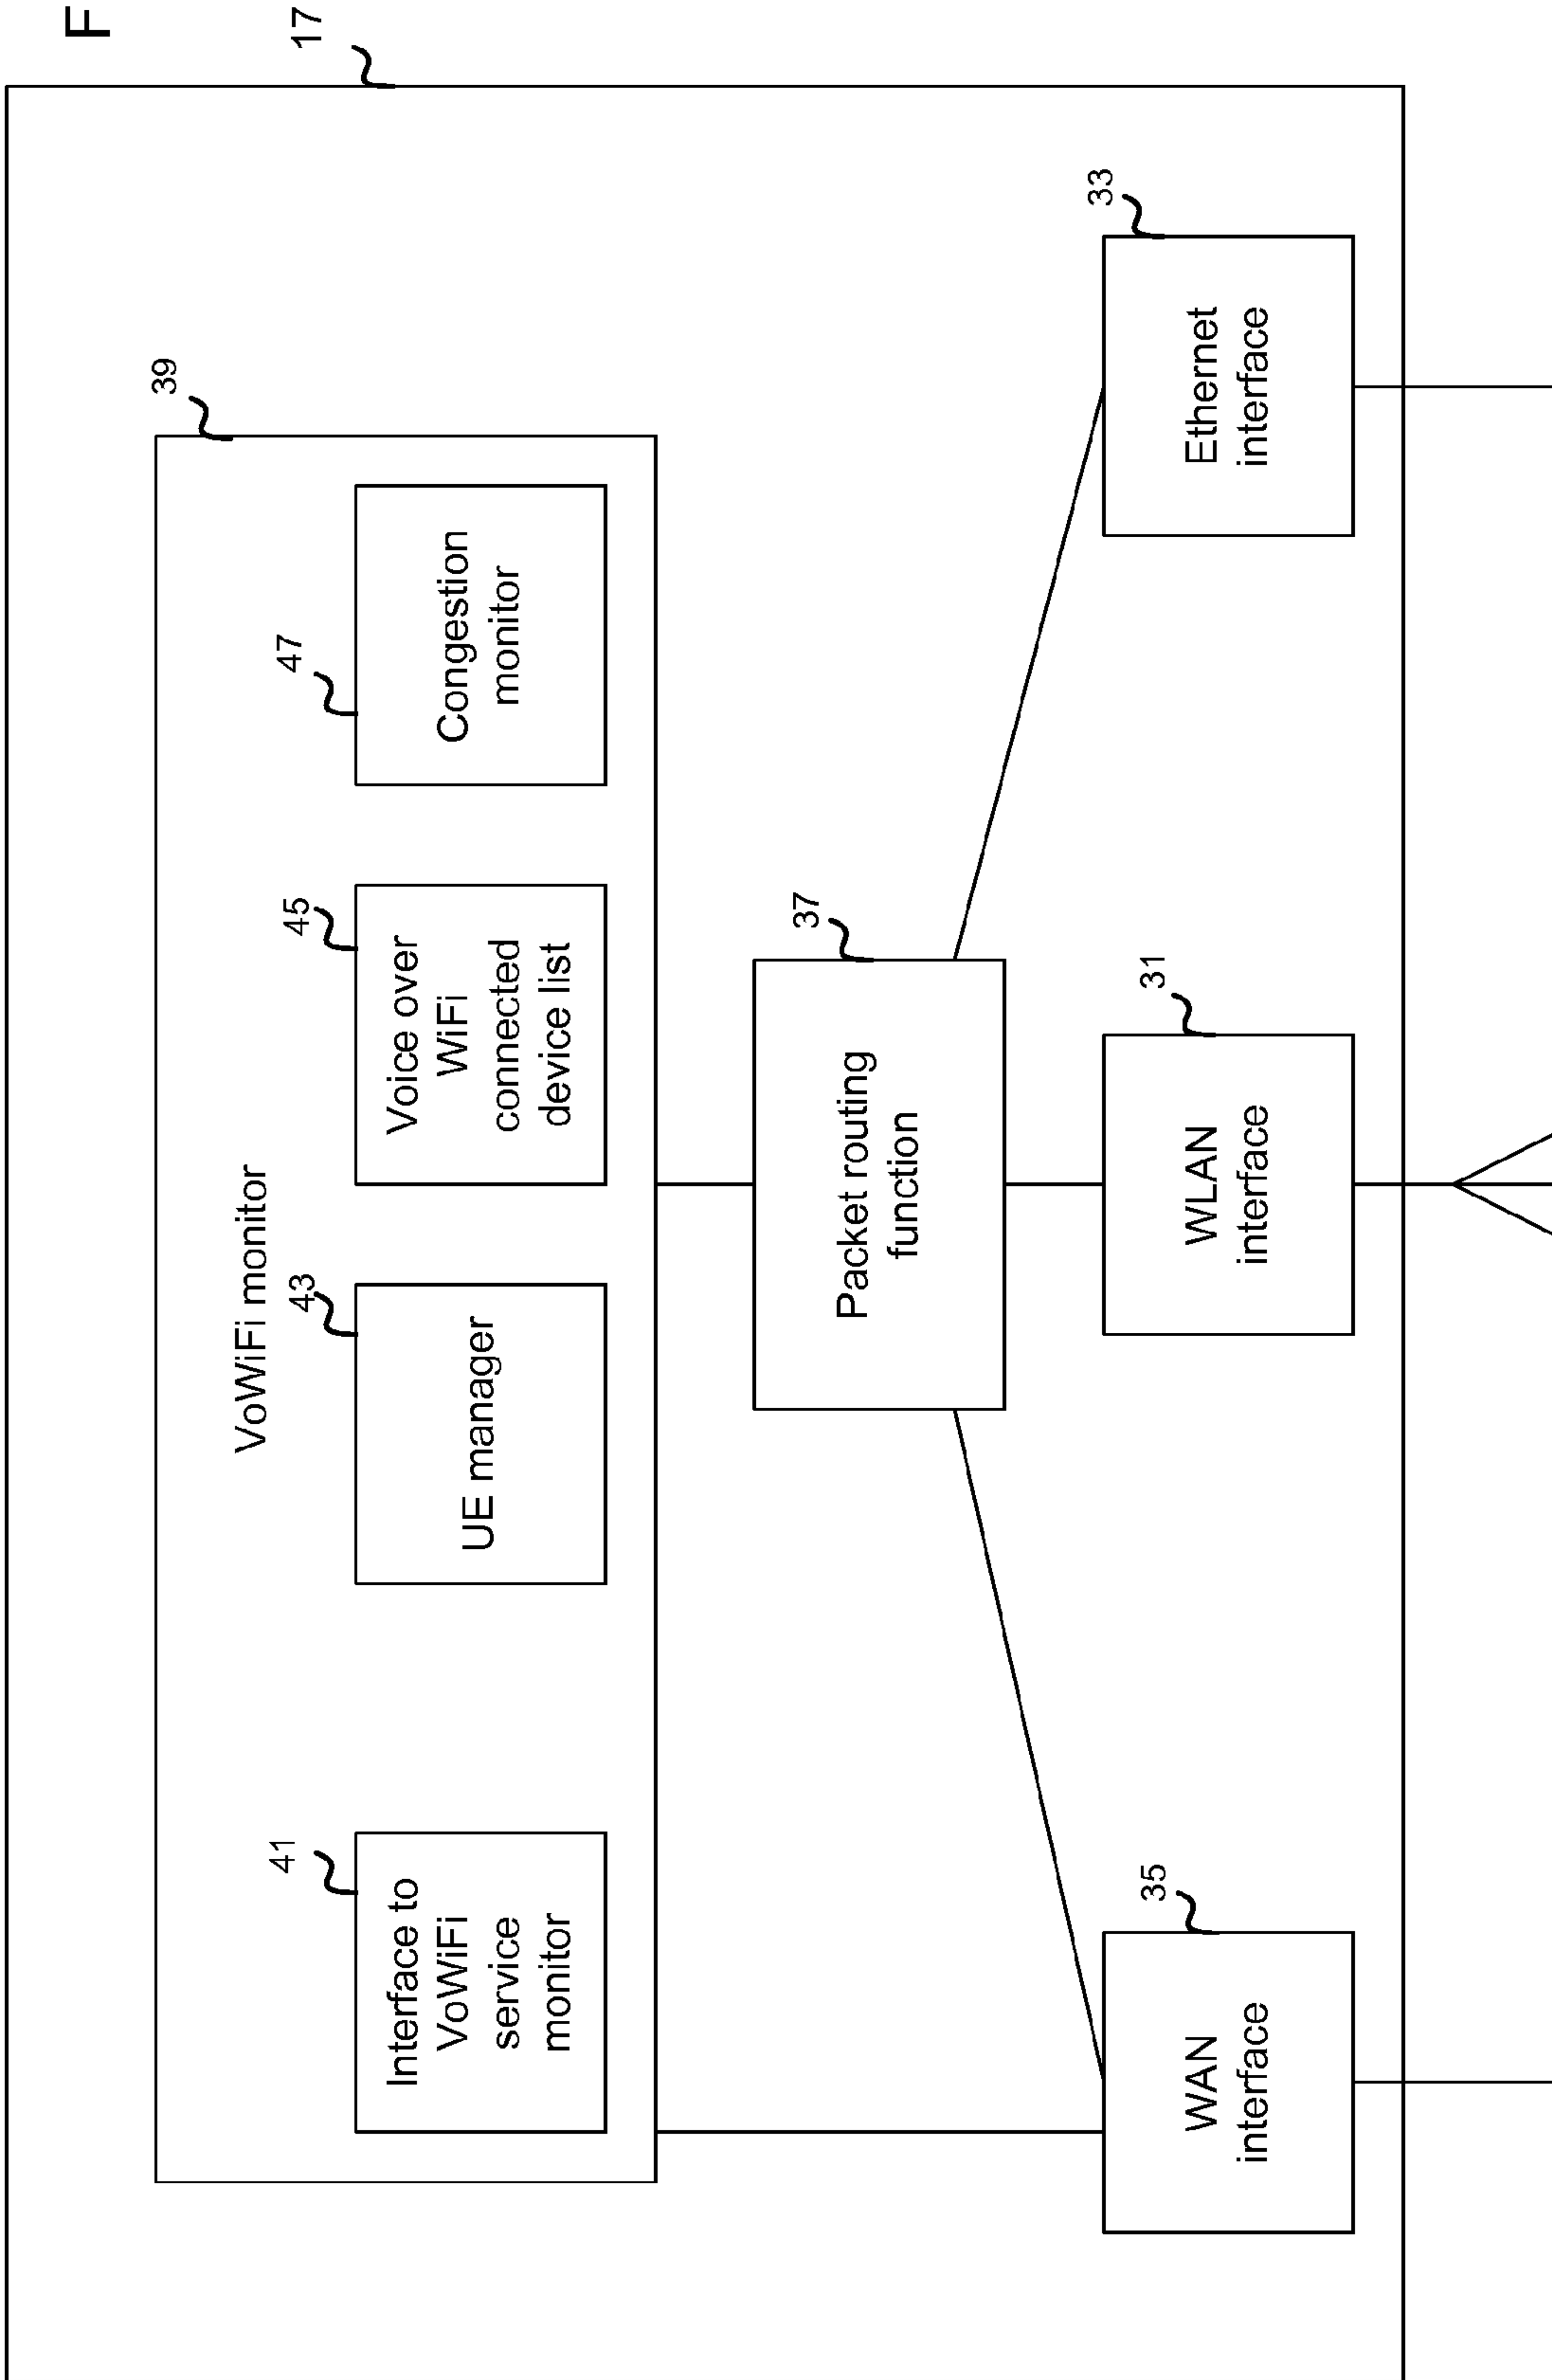 F
17
39
VoWiFi monitor
41
43
45
47
Interface to
VoWiFi
service
monitor
UE manager
Voice over
WiFi
connected
device list
Congestion
monitor
37
Packet routing
function
35
31
33
WAN
interface
WLAN
interface
Ethernet
interface